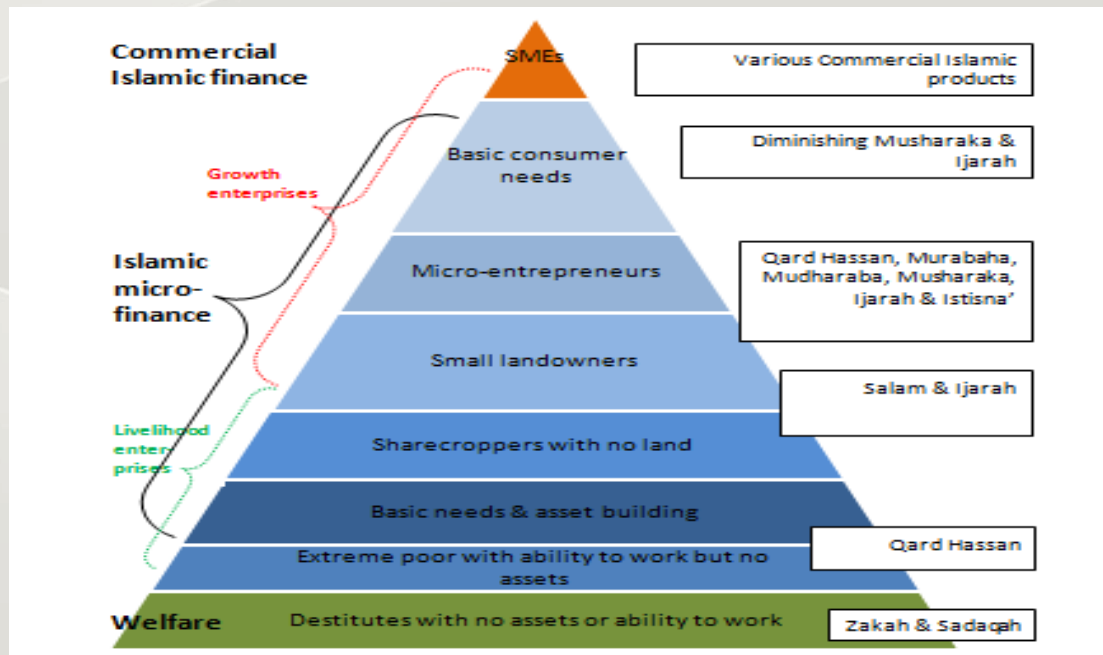 Commercial
Islamic finance
SMEs
Various Commercial Islamic
products
Growth
enterprises
Basic consumer
needs
Diminishing Musharaka &
Ijarah
Islamic
micro-
finance
Micro-entrepreneurs
Qard Hassan, Murabaha,
Mudharaba, Musharaka,
Ijarah & Istisna’
Small landowners
Salam & Ijarah
Livelihood
enter-
prises
Sharecroppers with no land
Basic needs & asset building
Qard Hassan
Extreme poor with ability to work but no
assets
Welfare
Destitutes with no assets or ability to work
Zakah & Sadaqah